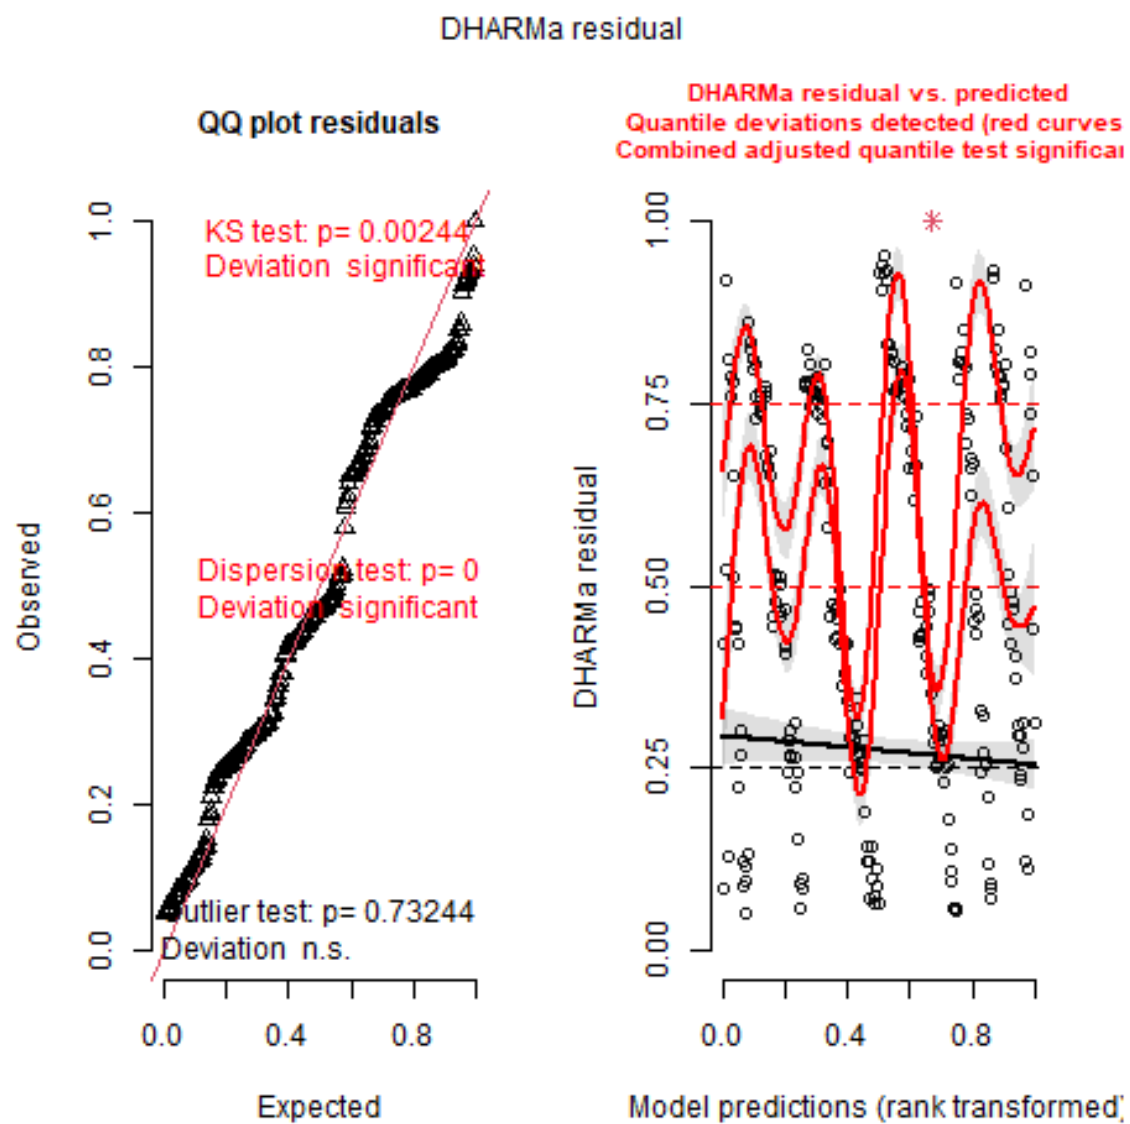 DHARMa residual
QQ plot residuals
KS test: p= 0.00244
Deviation significant
Dispersion test: p= 0
Deviation significant
Outlier test: p= 0.73244
Deviation n.s.
Observed
0.0
0.2
0.4
0.6
0.8
1.0
0.0
0.4
0.8
Expected
DHARMa residual vs. predicted
Quantile deviations detected (red curves
Combined adjusted quantile test significan
DHARMa residual
0.00
0.25
0.50
0.75
1.00
0.0
0.4
0.8
Model predictions (rank transformed)